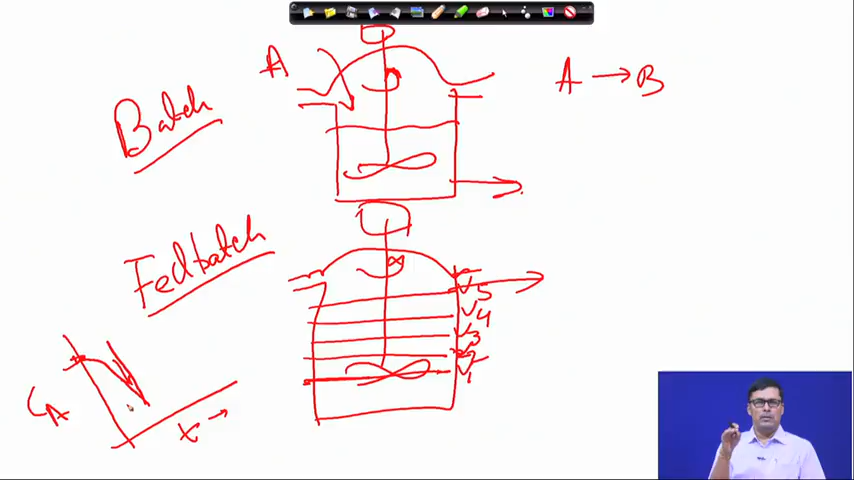 A
A → B
Batch
Fedbatch
V5
V4
V3
V2
V1
CA
t →